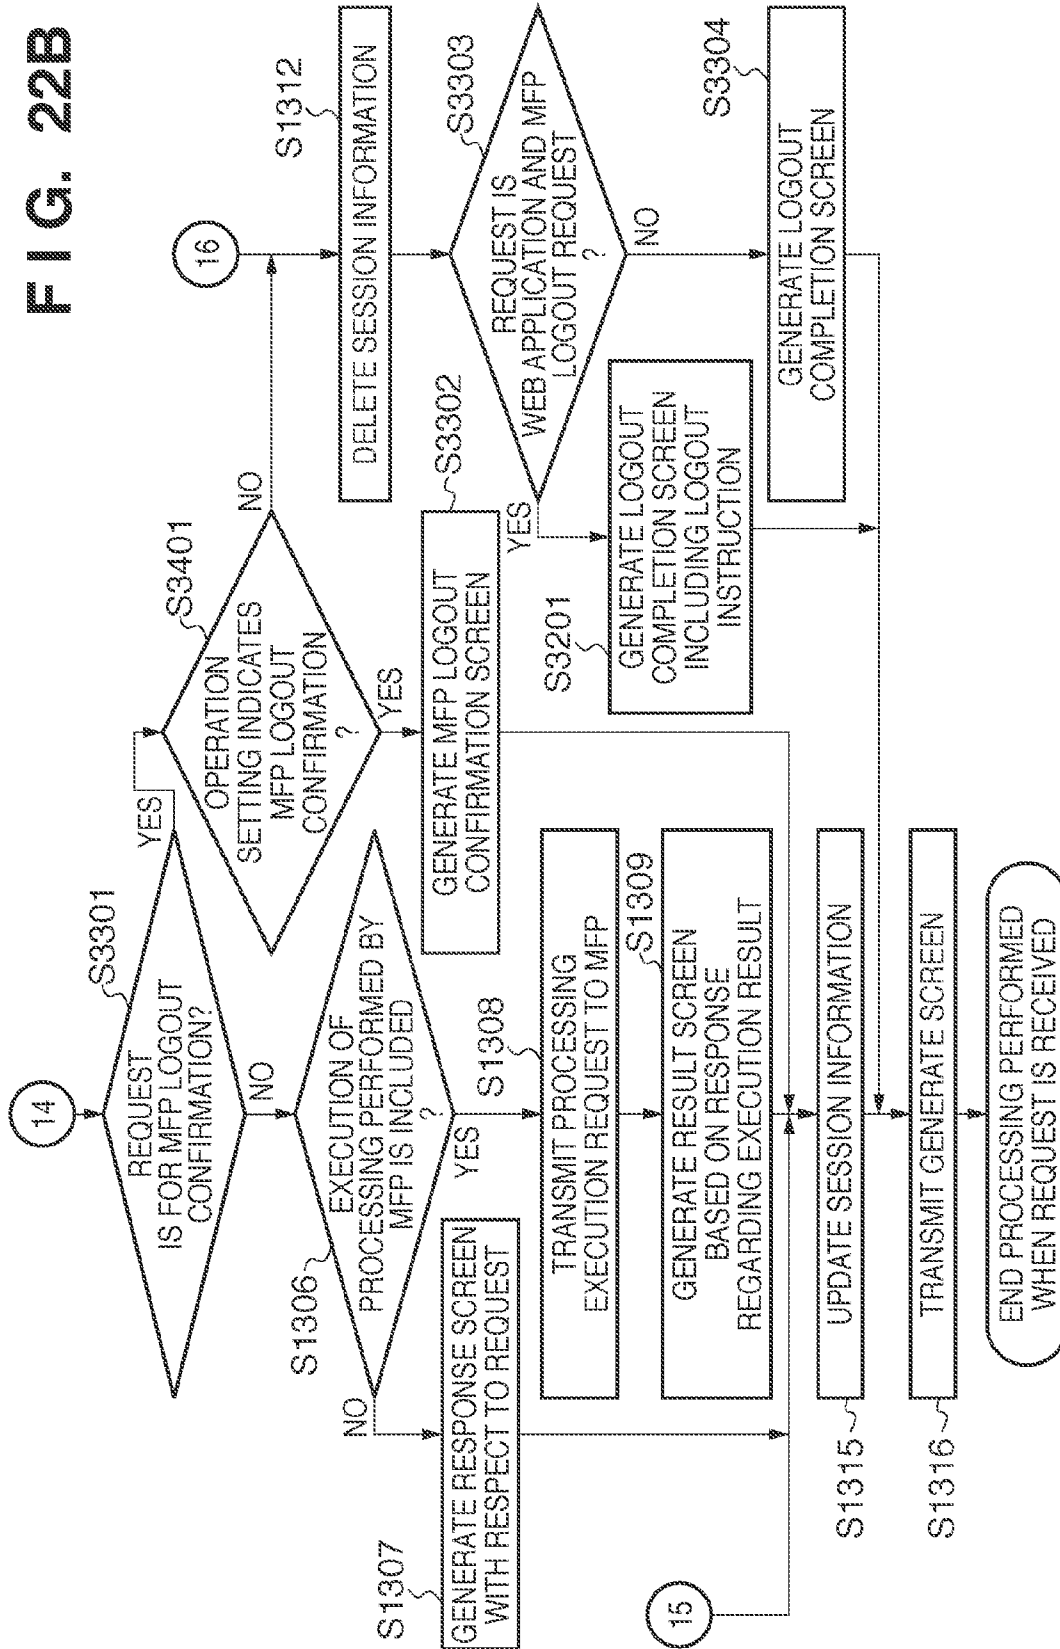 FIG. 22B
14
S3301
REQUEST
IS FOR MFP LOGOUT
CONFIRMATION?
YES
NO
S3401
OPERATION
SETTING INDICATES
MFP LOGOUT
CONFIRMATION
?
NO
YES
16
S1312
DELETE SESSION INFORMATION
S1306
EXECUTION OF
PROCESSING PERFORMED BY
MFP IS INCLUDED
?
NO
YES
S3302
GENERATE MFP LOGOUT
CONFIRMATION SCREEN
S3303
REQUEST IS
WEB APPLICATION AND MFP
LOGOUT REQUEST
?
YES
NO
S1307
GENERATE RESPONSE SCREEN
WITH RESPECT TO REQUEST
S1308
TRANSMIT PROCESSING
EXECUTION REQUEST TO MFP
S3201
GENERATE LOGOUT
COMPLETION SCREEN
INCLUDING LOGOUT
INSTRUCTION
S3304
GENERATE LOGOUT
COMPLETION SCREEN
S1309
GENERATE RESULT SCREEN
BASED ON RESPONSE
REGARDING EXECUTION RESULT
15
S1315
UPDATE SESSION INFORMATION
S1316
TRANSMIT GENERATE SCREEN
END PROCESSING PERFORMED
WHEN REQUEST IS RECEIVED